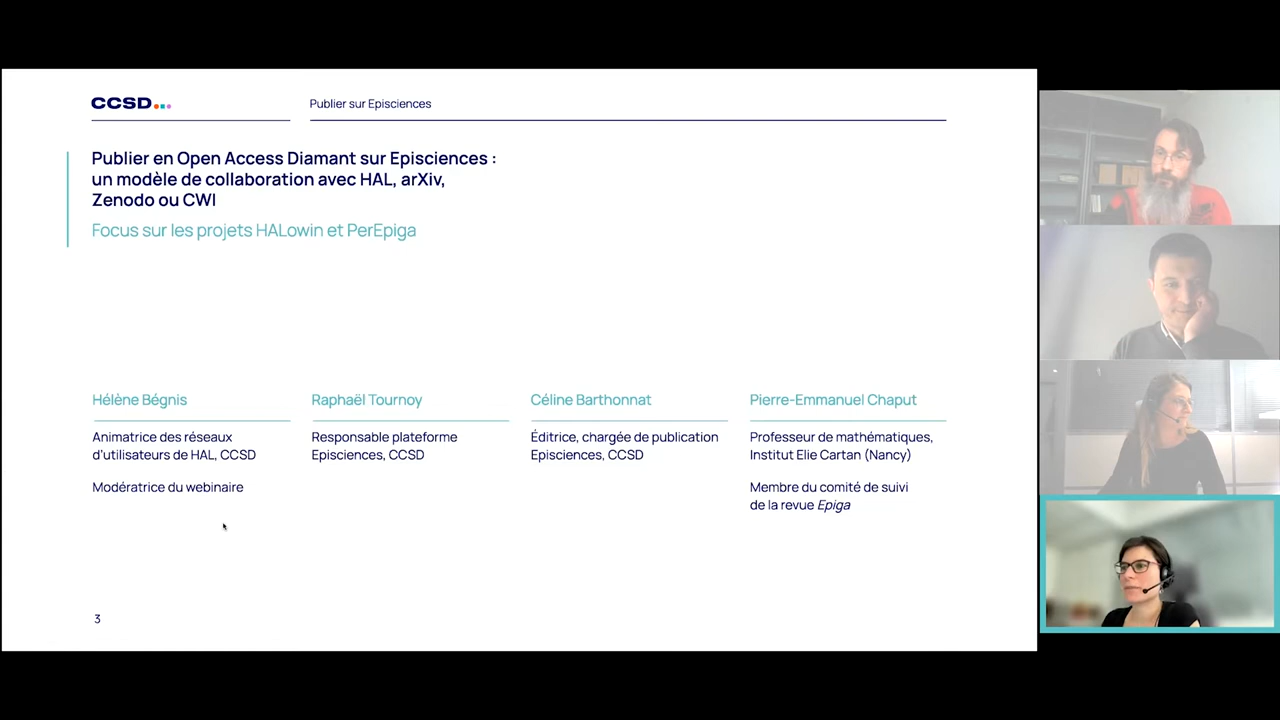 CCSD
Publier sur Episciences
Publier en Open Access Diamant sur Episciences :
un modèle de collaboration avec HAL, arXiv,
Zenodo ou CWI
Focus sur les projets HALowin et PerEpiga
Hélène Bégnis
Animatrice des réseaux
d’utilisateurs de HAL, CCSD
Modératrice du webinaire
Raphaël Tournoy
Responsable plateforme
Episciences, CCSD
Céline Barthonnat
Éditrice, chargée de publication
Episciences, CCSD
Pierre-Emmanuel Chaput
Professeur de mathématiques,
Institut Elie Cartan (Nancy)
Membre du comité de suivi
de la revue Epiga
3